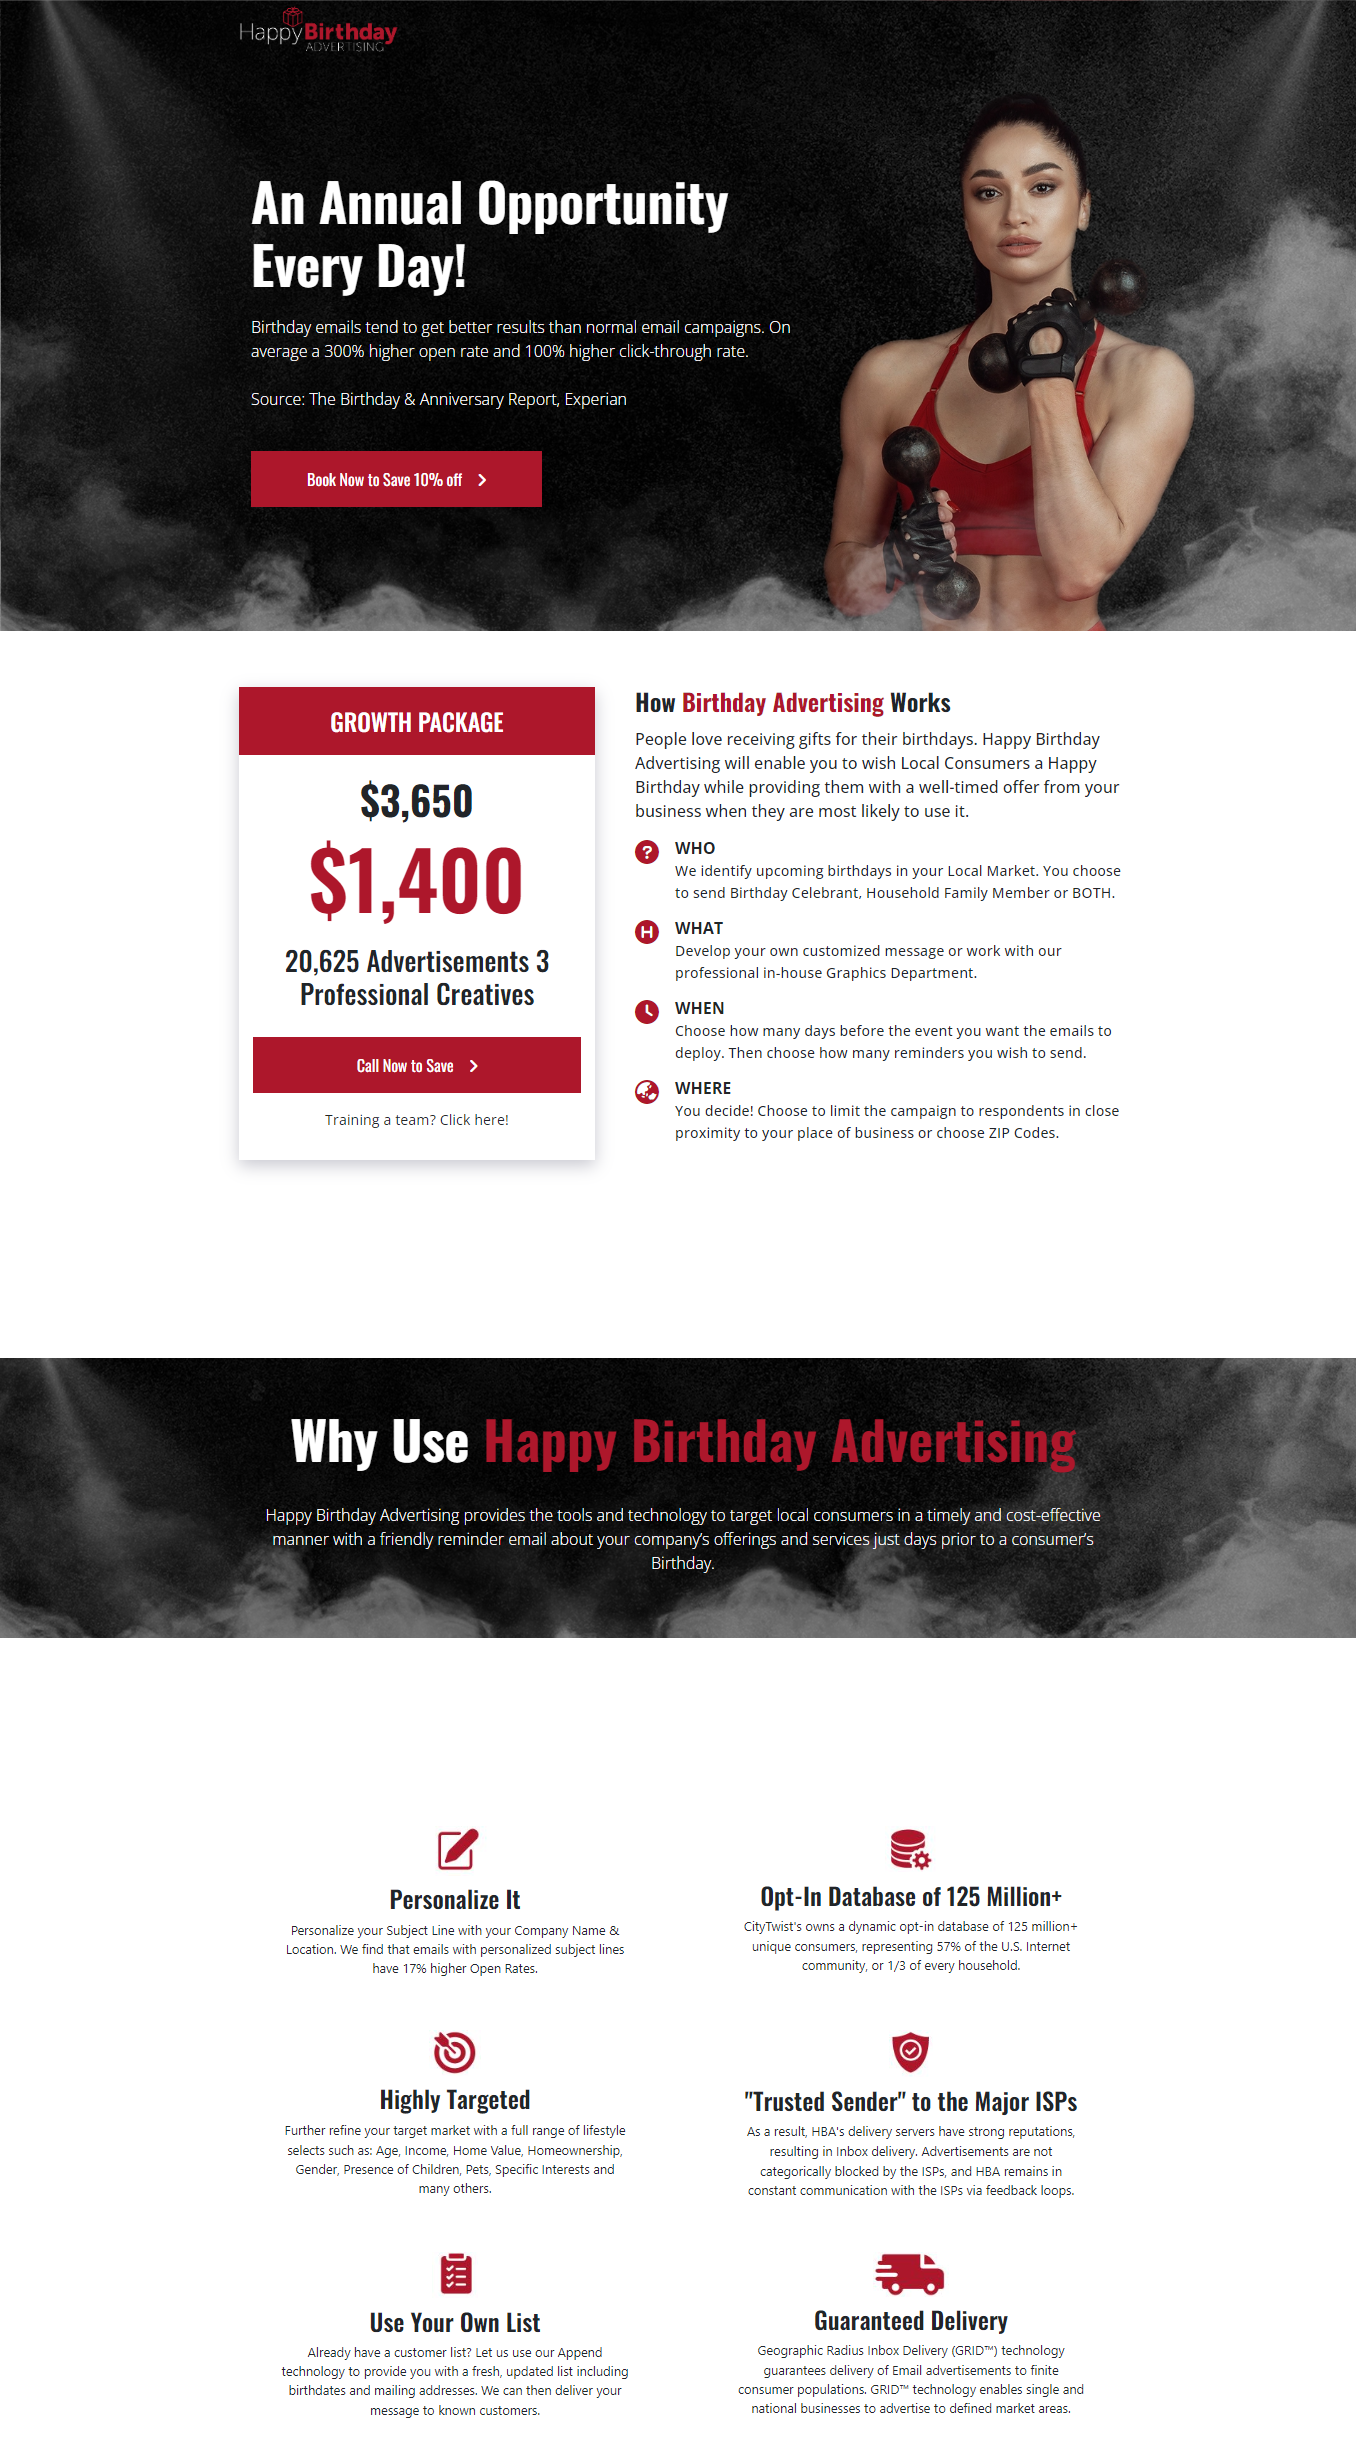 HappyBirthday
ADVERTISING
An Annual Opportunity
Every Day!
Birthday emails tend to get better results than normal email campaigns. On
average a 300% higher open rate and 100% higher click-through rate.
Source: The Birthday & Anniversary Report, Experian
Book Now to Save 10% off
GROWTH PACKAGE
$3,650
$1,400
20,625 Advertisements 3
Professional Creatives
Call Now to Save
Training a team? Click here!
How Birthday Advertising Works
People love receiving gifts for their birthdays. Happy Birthday
Advertising will enable you to wish Local Consumers a Happy
Birthday while providing them with a well-timed offer from your
business when they are most likely to use it.
WHO
We identify upcoming birthdays in your Local Market. You choose
to send Birthday Celebrant, Household Family Member or BOTH.
WHAT
Develop your own customized message or work with our
professional in-house Graphics Department.
WHEN
Choose how many days before the event you want the emails to
deploy. Then choose how many reminders you wish to send.
WHERE
You decide! Choose to limit the campaign to respondents in close
proximity to your place of business or choose ZIP Codes.
Why Use Happy Birthday Advertising
Happy Birthday Advertising provides the tools and technology to target local consumers in a timely and cost-effective
manner with a friendly reminder email about your company's offerings and services just days prior to a consumer's
Birthday.
Personalize It
Personalize your Subject Line with your Company Name &
Location. We find that emails with personalized subject lines
have 17% higher Open Rates.
Opt-In Database of 125 Million+
CityTwist's owns a dynamic opt-in database of 125 million+
unique consumers, representing 57% of the U.S. Internet
community, or 1/3 of every household.
Highly Targeted
Further refine your target market with a full range of lifestyle
selects such as: Age, Income, Home Value, Homeownership,
Gender, Presence of Children, Pets, Specific Interests and
many others.
"Trusted Sender" to the Major ISPs
As a result, HBA's delivery servers have strong reputations,
resulting in Inbox delivery. Advertisements are not
categorically blocked by the ISPs, and HBA remains in
constant communication with the ISPs via feedback loops.
Use Your Own List
Already have a customer list? Let us use our Append
technology to provide you with a fresh, updated list including
birthdates and mailing addresses. We can then deliver your
message to known customers.
Guaranteed Delivery
Geographic Radius Inbox Delivery (GRID™) technology
guarantees delivery of Email advertisements to finite
consumer populations. GRID™ technology enables single and
national businesses to advertise to defined market areas.